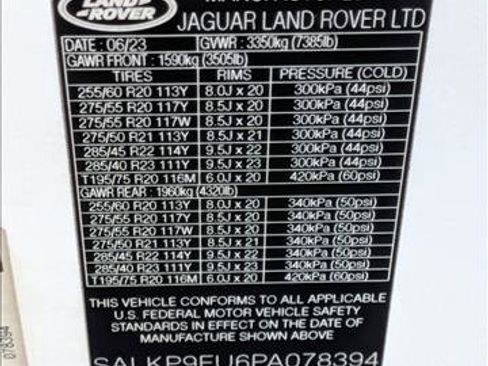 LAND
ROVER
JAGUAR LAND ROVER LTD
DATE : 06/23 GVWR : 3350kg (7385lb)
GAWR FRONT : 1590kg (3505lb)
TIRES RIMS PRESSURE (COLD)
255/60 R20 113Y 8.0J x 20 300kPa (44psi)
275/55 R20 117Y 8.5J x 20 300kPa (44psi)
275/55 R20 117W 8.5J x 20 300kPa (44psi)
275/50 R21 113Y 8.5J x 21 300kPa (44psi)
285/45 R22 114Y 9.5J x 22 300kPa (44psi)
285/40 R23 111Y 9.5J x 23 300kPa (44psi)
T195/75 R20 116M 6.0J x 20 420kPa (60psi)
GAWR REAR : 1960kg (4320lb)
255/60 R20 113Y 8.0J x 20 340kPa (50psi)
275/55 R20 117Y 8.5J x 20 340kPa (50psi)
275/55 R20 117W 8.5J x 20 340kPa (50psi)
275/50 R21 113Y 8.5J x 21 340kPa (50psi)
285/45 R22 114Y 9.5J x 22 340kPa (50psi)
285/40 R23 111Y 9.5J x 23 340kPa (50psi)
T195/75 R20 116M 6.0J x 20 420kPa (60psi)
THIS VEHICLE CONFORMS TO ALL APPLICABLE
U.S. FEDERAL MOTOR VEHICLE SAFETY
STANDARDS IN EFFECT ON THE DATE OF
MANUFACTURE SHOWN ABOVE
SALKP9FU6PA078394
078394